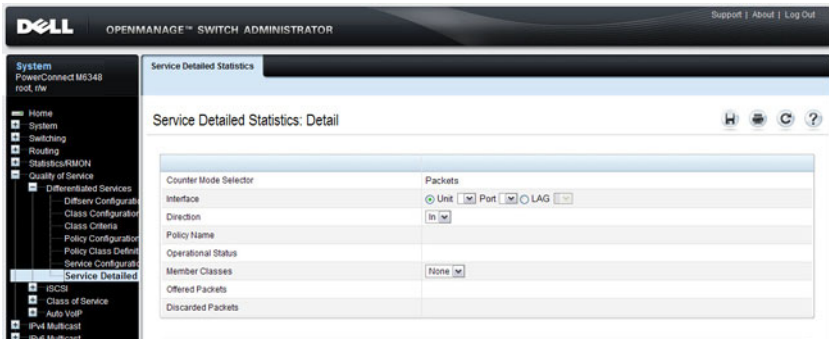 Support | About | Log Out
DELL OPENMANAGE™ SWITCH ADMINISTRATOR
System
PowerConnect M6348
root, r/w
Service Detailed Statistics
Home
System
Switching
Routing
Statistics/RMON
Quality of Service
Differentiated Services
Diffserv Configurati
Class Configuration
Class Criteria
Policy Configuration
Policy Class Definit
Service Configuratio
Service Detailed
iSCSI
Class of Service
Auto VoIP
IPv4 Multicast
IPv6 Multicast
Service Detailed Statistics: Detail
Counter Mode Selector Packets
Interface Unit Port LAG
Direction In
Policy Name
Operational Status
Member Classes None
Offered Packets
Discarded Packets